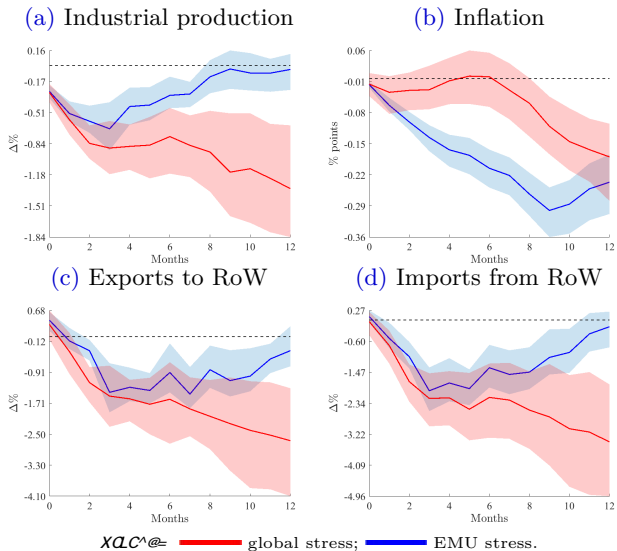 (a) Industrial production
(b) Inflation
0.16
-0.17
-0.51
-0.84
-1.18
-1.51
-1.84
Δ%
0 2 4 6 8 10 12
Months
0.06
-0.01
-0.08
-0.15
-0.22
-0.29
-0.36
% points
0 2 4 6 8 10 12
Months
(c) Exports to RoW
(d) Imports from RoW
0.68
-0.12
-0.91
-1.71
-2.50
-3.30
-4.10
Δ%
0 2 4 6 8 10 12
Months
0.27
-0.60
-1.47
-2.34
-3.22
-4.09
-4.96
Δ%
0 2 4 6 8 10 12
Months
global stress; EMU stress.